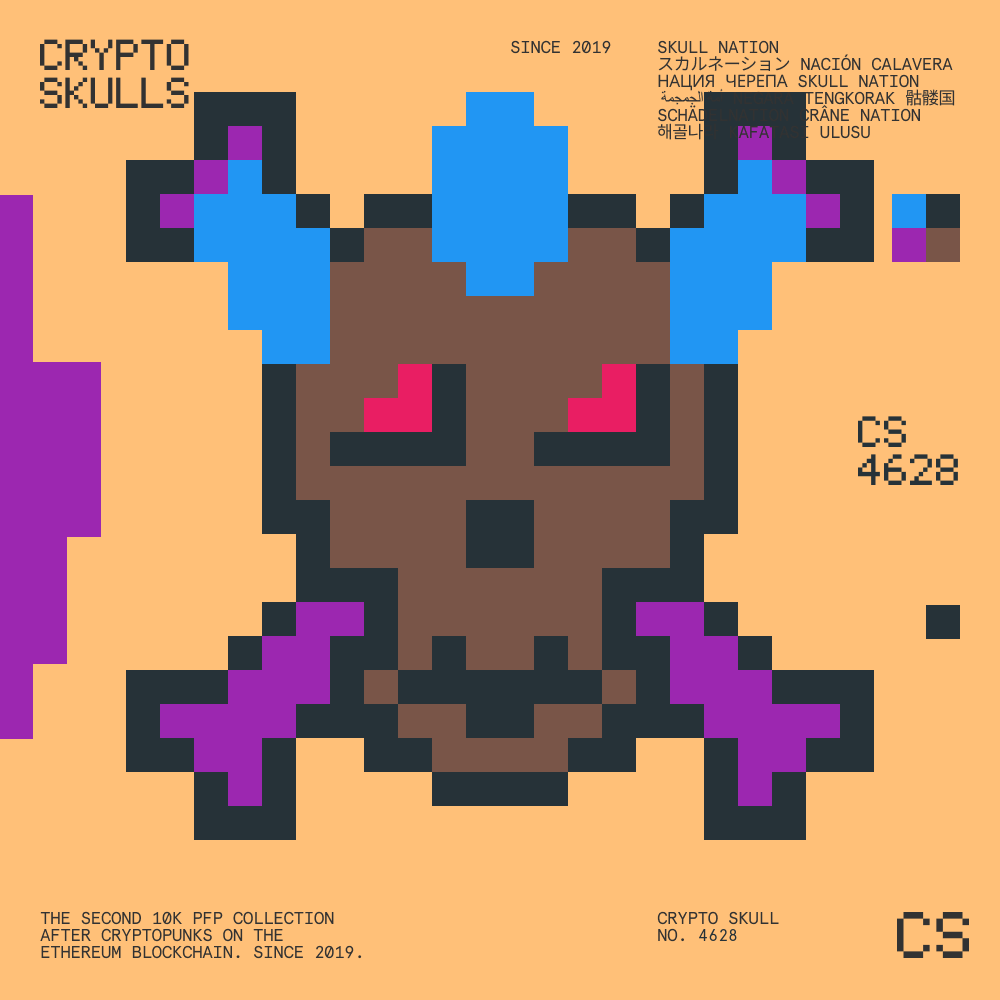 CRYPTO
SKULLS
SINCE 2019
SKULL NATION
スカルネーション NACIÓN CALAVERA
НАЦИЯ ЧЕРЕПА SKULL NATION
الجمجمة TENGKORAK 骷髅国
CRÂNE NATION
해골 ULUSU
CS
4628
THE SECOND 10K PFP COLLECTION
AFTER CRYPTOPUNKS ON THE
ETHEREUM BLOCKCHAIN. SINCE 2019.
CRYPTO SKULL
NO. 4628
CS